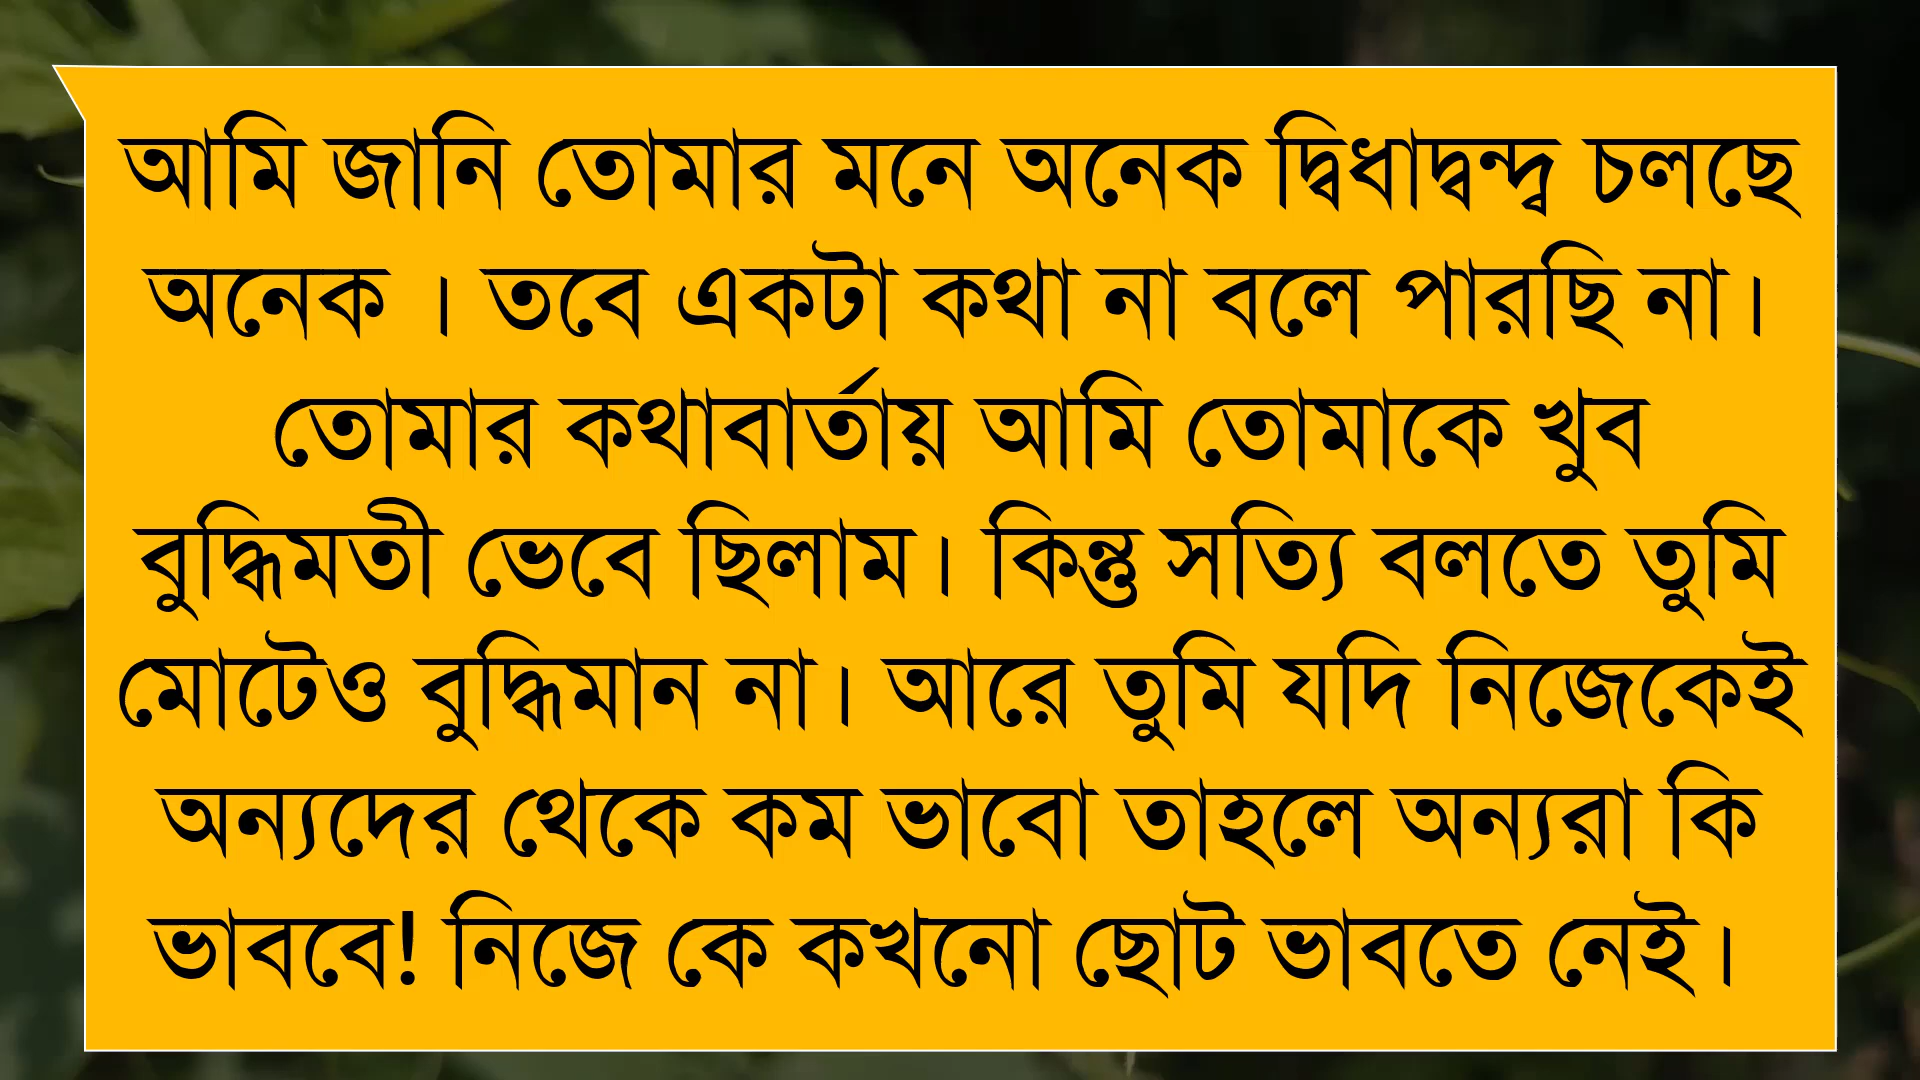 আমি জানি তোমার মনে অনেক দ্বিধাদ্বন্দ্ব চলছে
অনেক । তবে একটা কথা না বলে পারছি না।
তোমার কথাবার্তায় আমি তোমাকে খুব
বুদ্ধিমতী ভেবে ছিলাম। কিন্তু সত্যি বলতে তুমি
মোটেও বুদ্ধিমান না। আরে তুমি যদি নিজেকেই
অন্যদের থেকে কম ভাবো তাহলে অন্যরা কি
ভাববে! নিজে কে কখনো ছোট ভাবতে নেই।